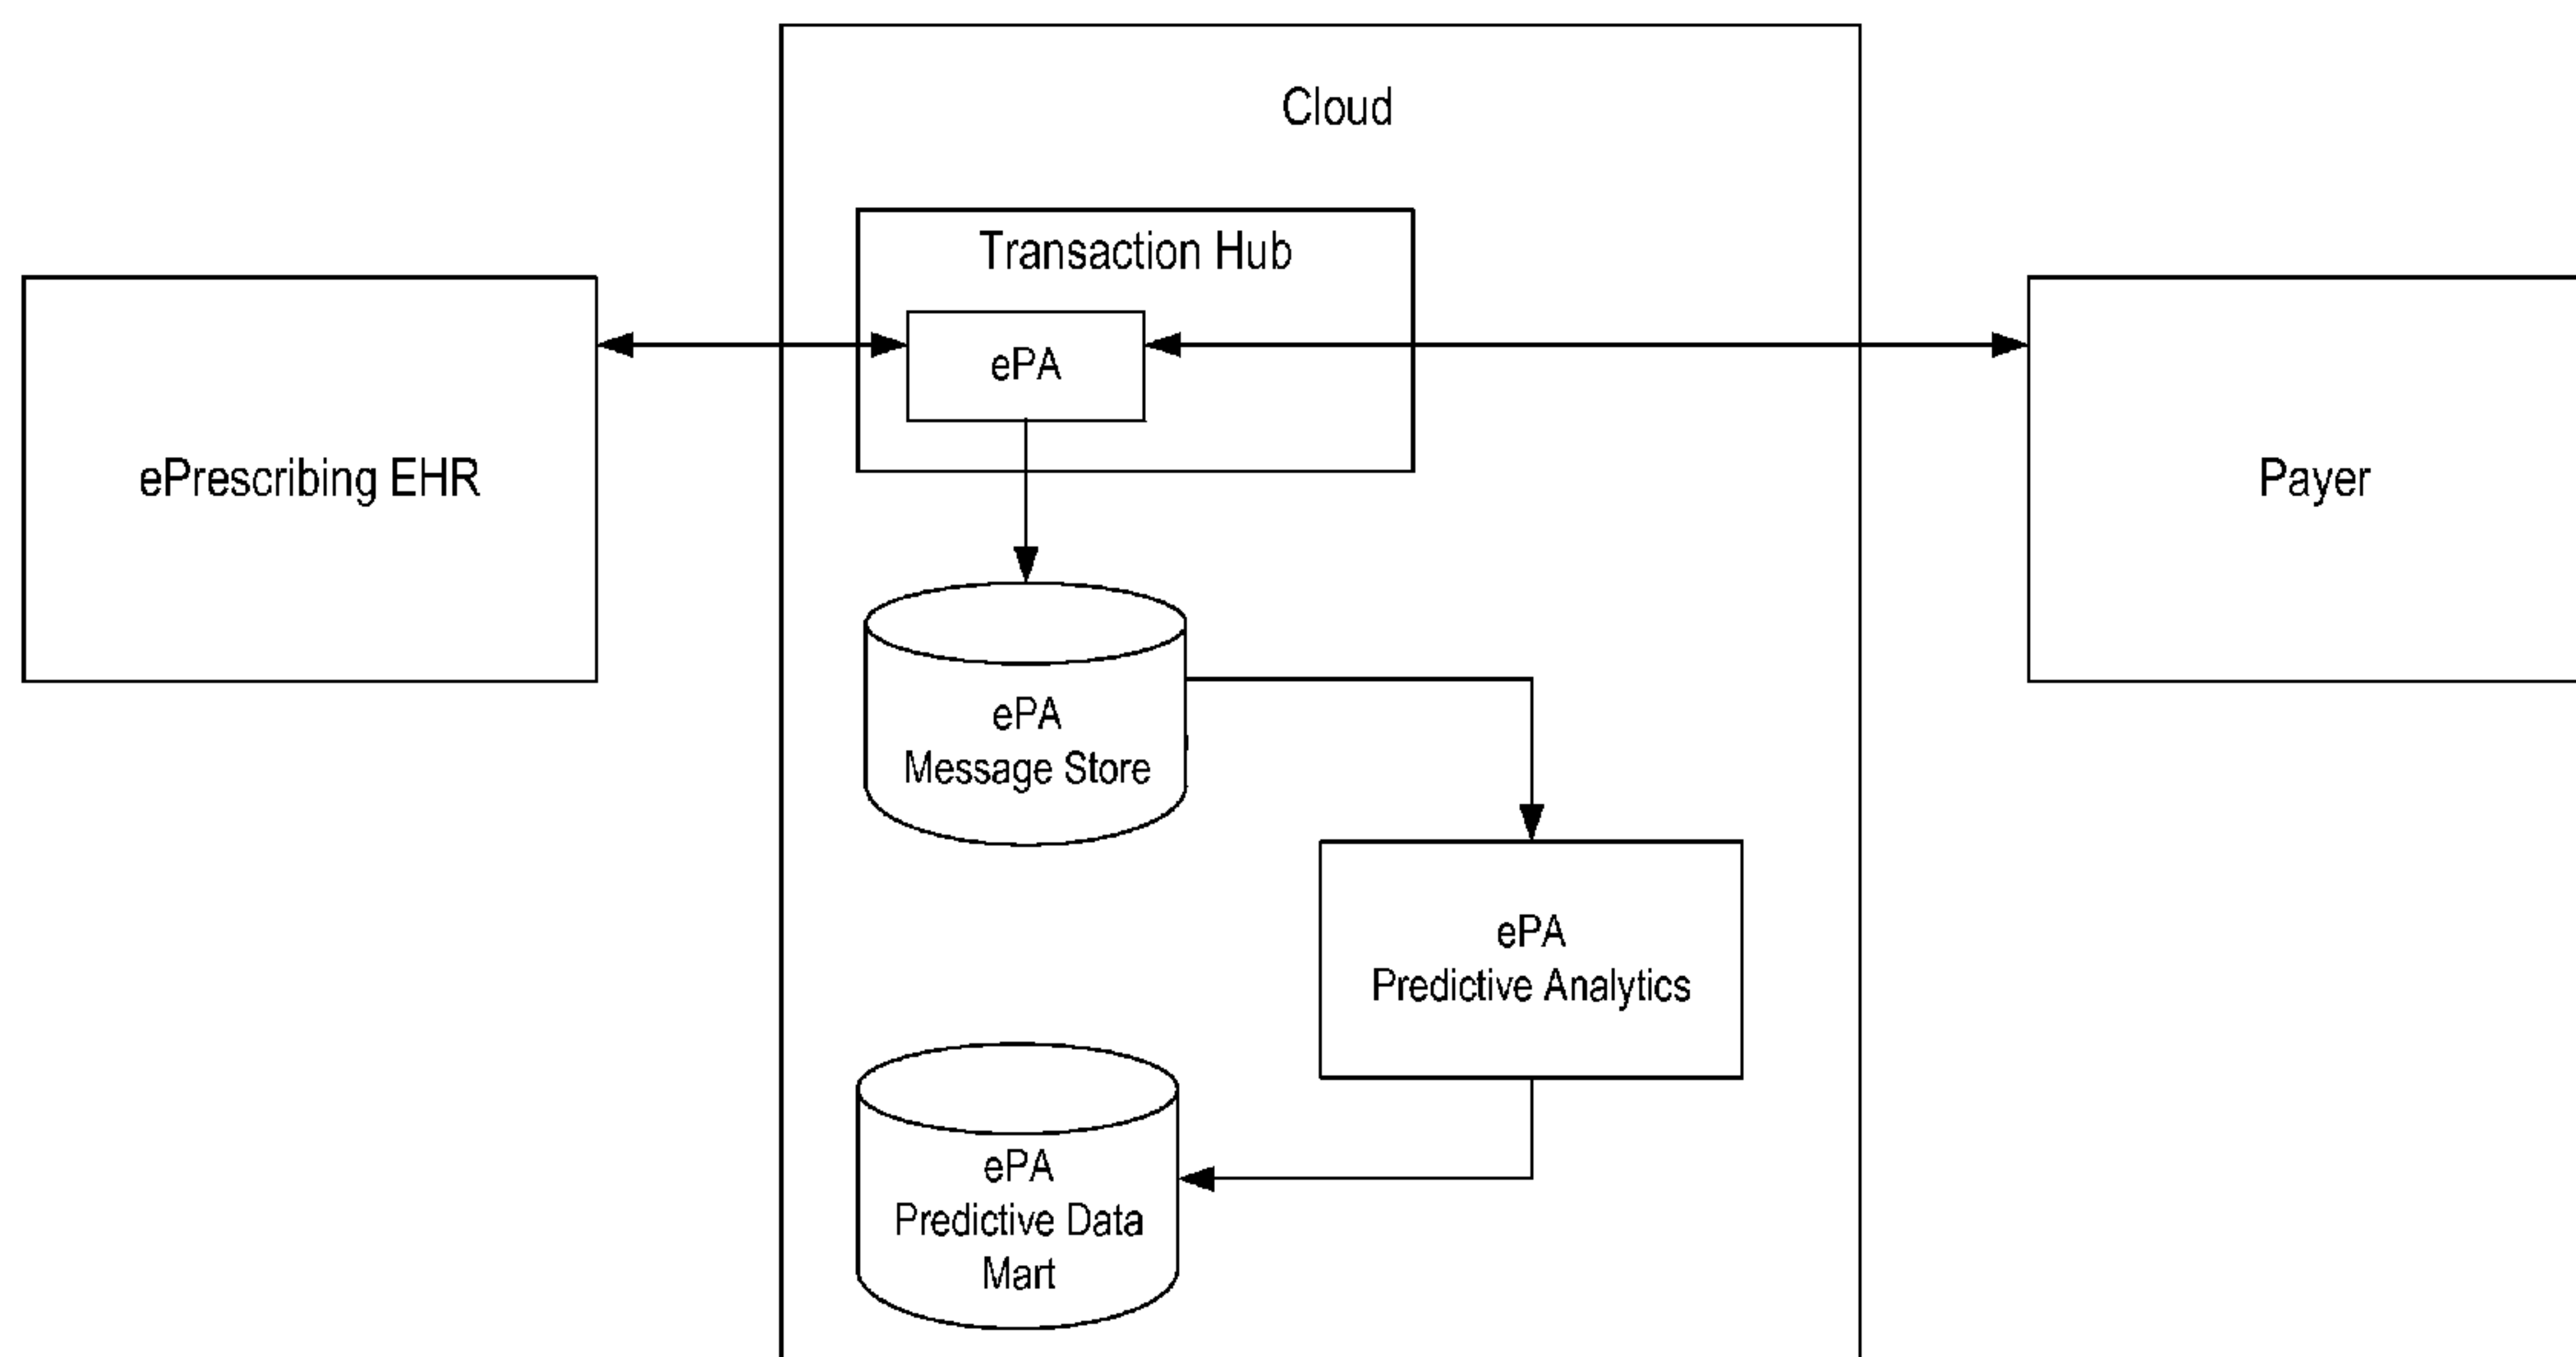 Cloud
Transaction Hub
ePA
ePrescribing EHR
Payer
ePA
Message Store
ePA
Predictive Analytics
ePA
Predictive Data
Mart